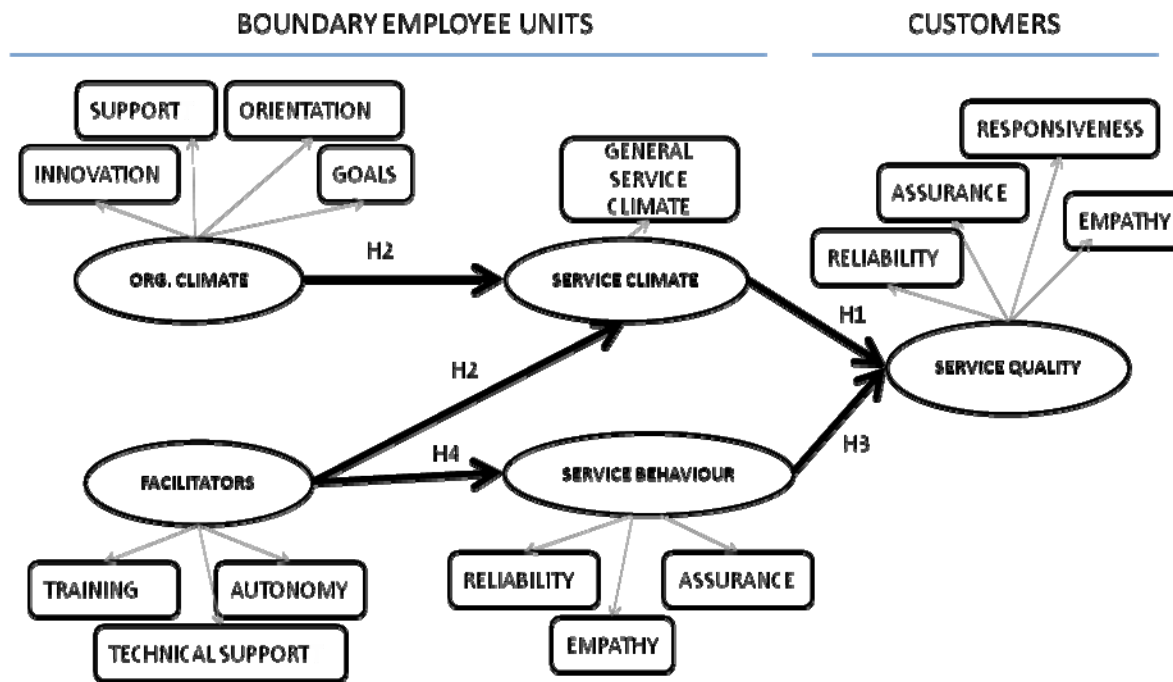 BOUNDARY EMPLOYEE UNITS
CUSTOMERS
SUPPORT
ORIENTATION
INNOVATION
GOALS
GENERAL
SERVICE
CLIMATE
RESPONSIVENESS
ASSURANCE
EMPATHY
RELIABILITY
ORG. CLIMATE
H2
SERVICE CLIMATE
H1
SERVICE QUALITY
H2
H3
FACILITATORS
H4
SERVICE BEHAVIOUR
TRAINING
AUTONOMY
TECHNICAL SUPPORT
RELIABILITY
ASSURANCE
EMPATHY